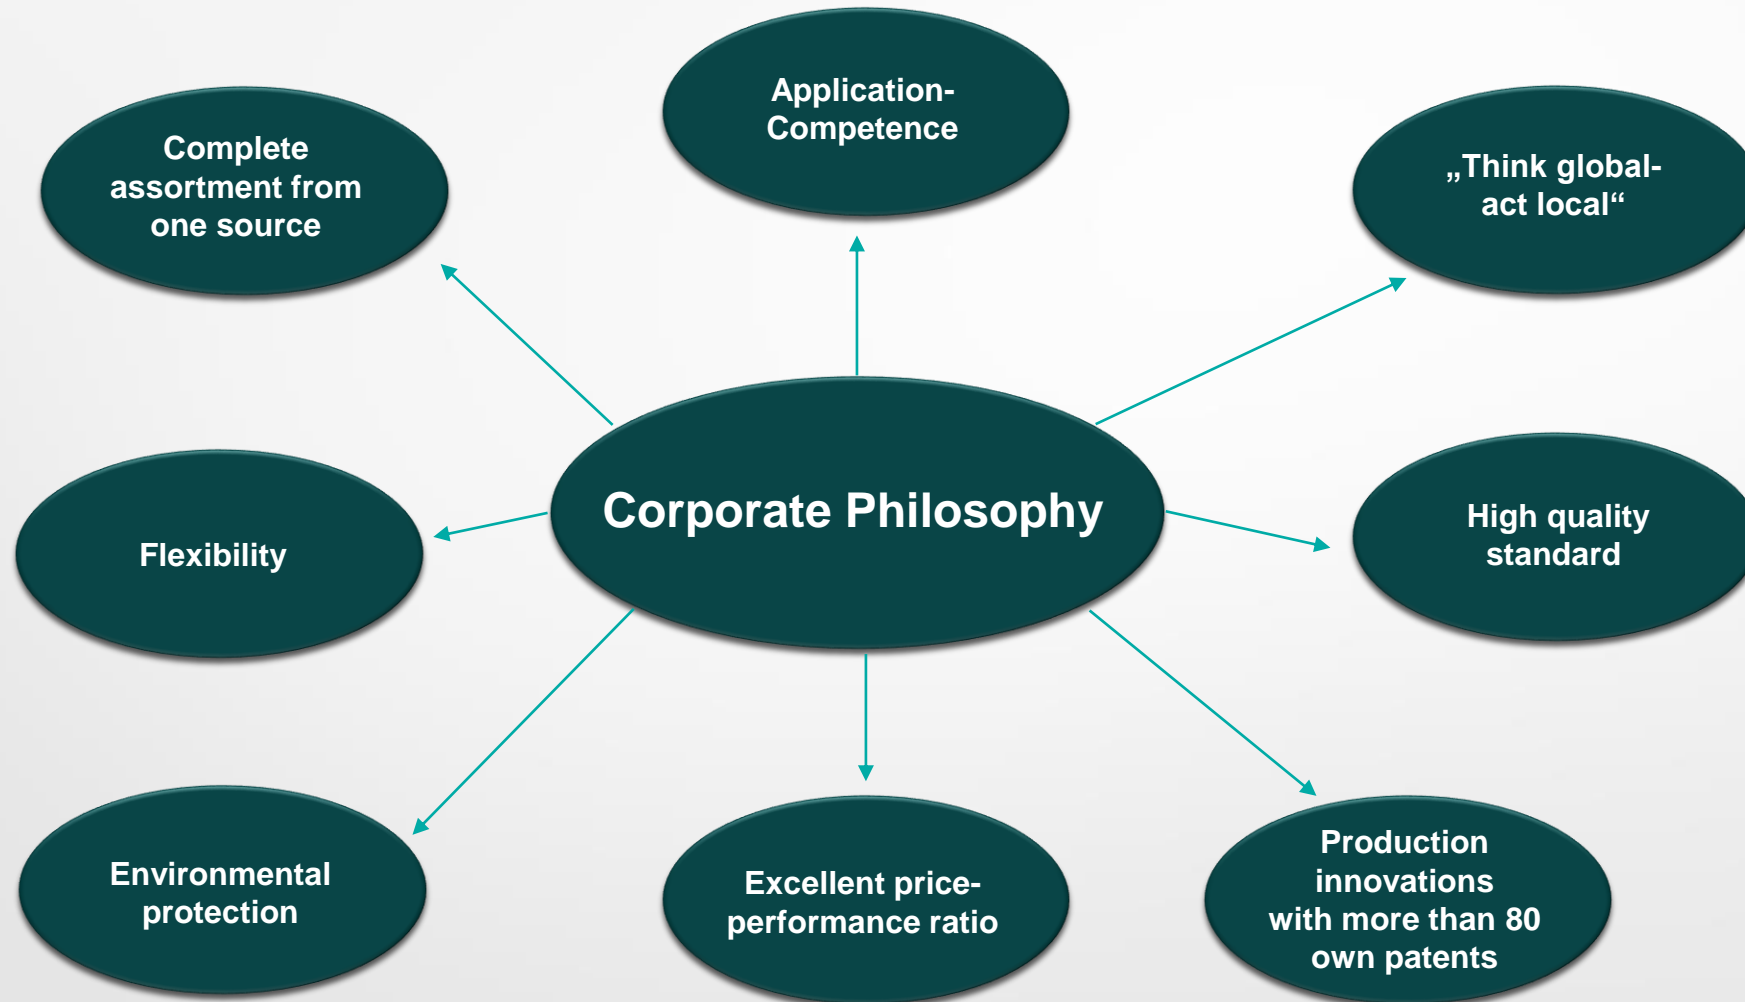 Application-
Competence
Complete
assortment from
one source
„Think global-
act local“
Corporate Philosophy
High quality
standard
Flexibility
Production
innovations
with more than 80
own patents
Environmental
protection
Excellent price-
performance ratio